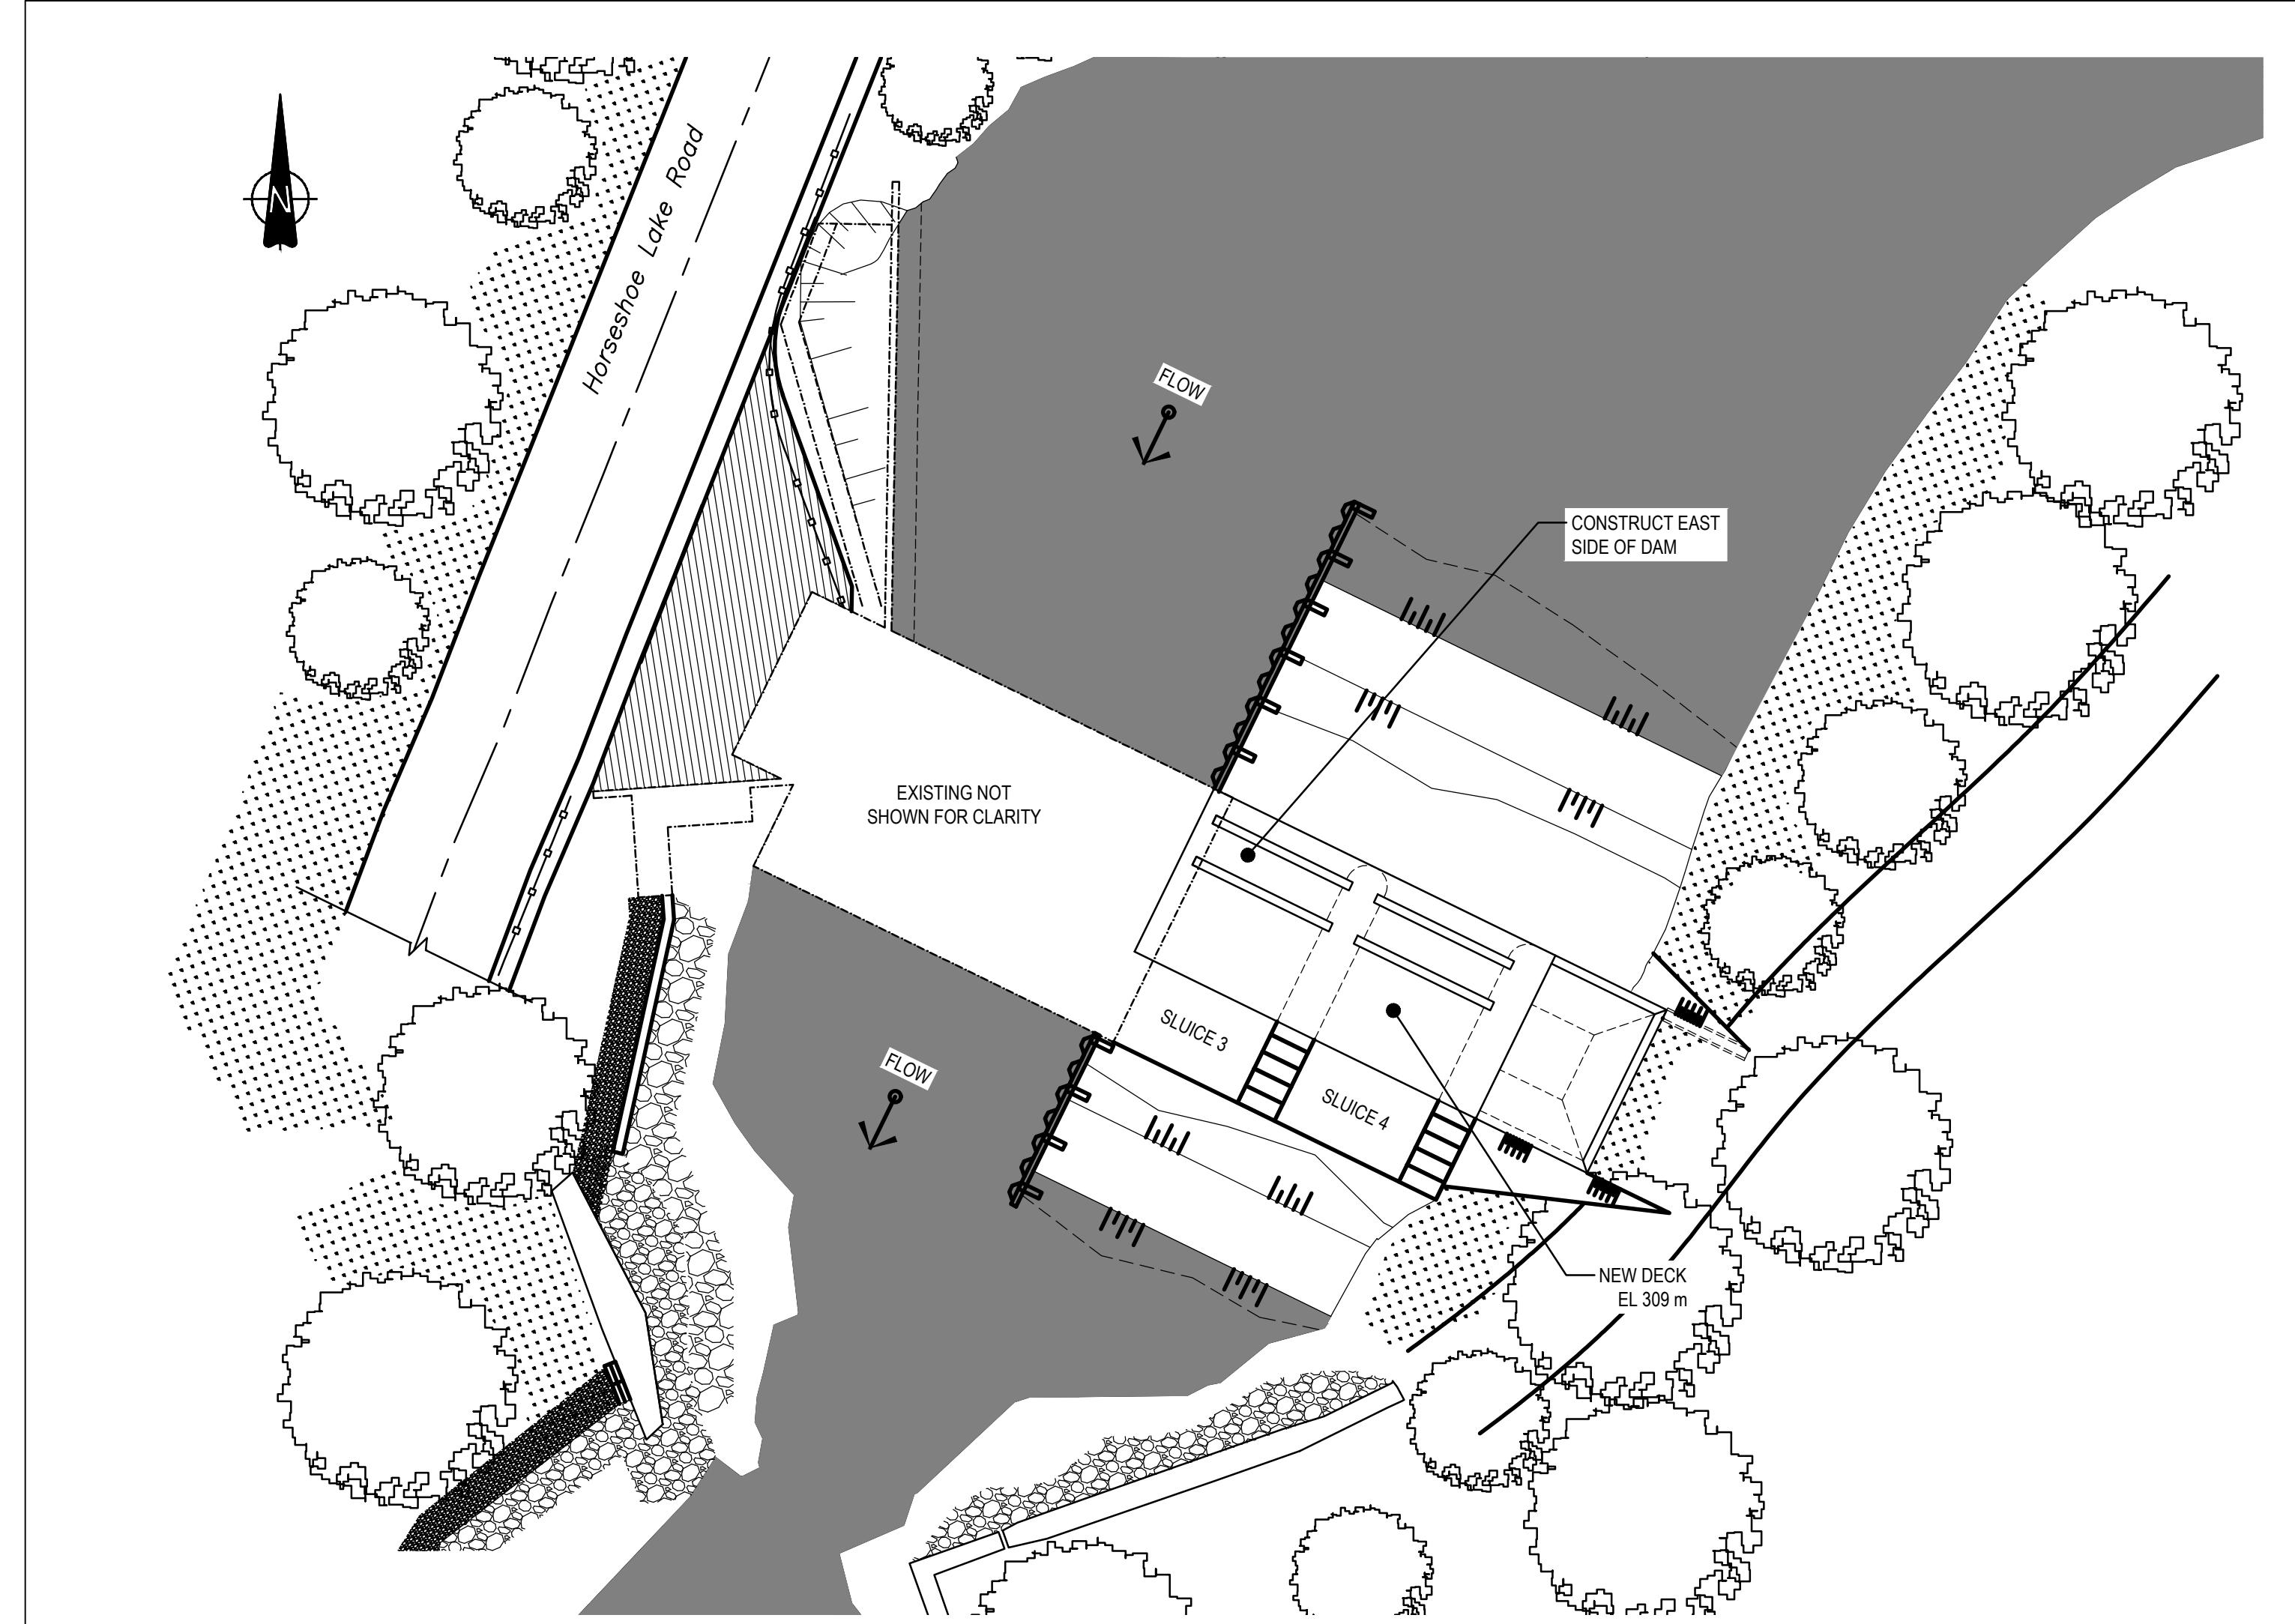 N
Horseshoe Lake Road
FLOW
CONSTRUCT EAST
SIDE OF DAM
EXISTING NOT
SHOWN FOR CLARITY
SLUICE 3
SLUICE 4
FLOW
NEW DECK
EL 309 m